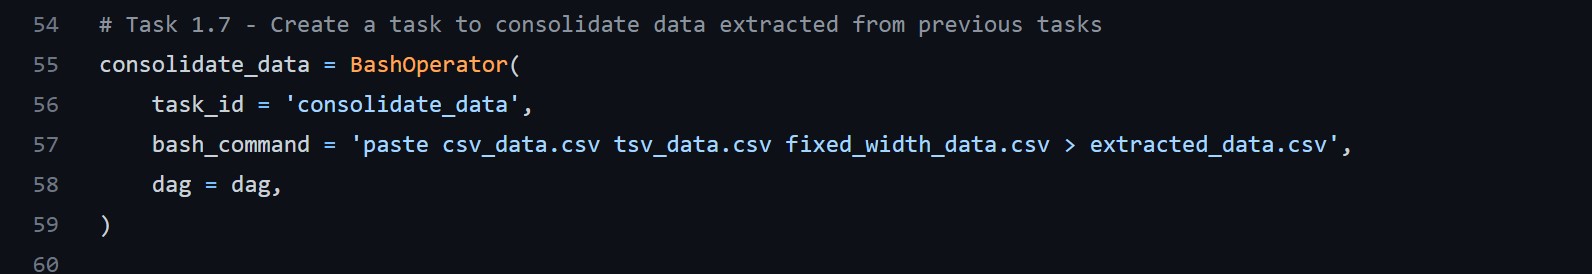 54 # Task 1.7 - Create a task to consolidate data extracted from previous tasks
55 consolidate_data = BashOperator(
56     task_id = 'consolidate_data',
57     bash_command = 'paste csv_data.csv tsv_data.csv fixed_width_data.csv > extracted_data.csv',
58     dag = dag,
59 )
60